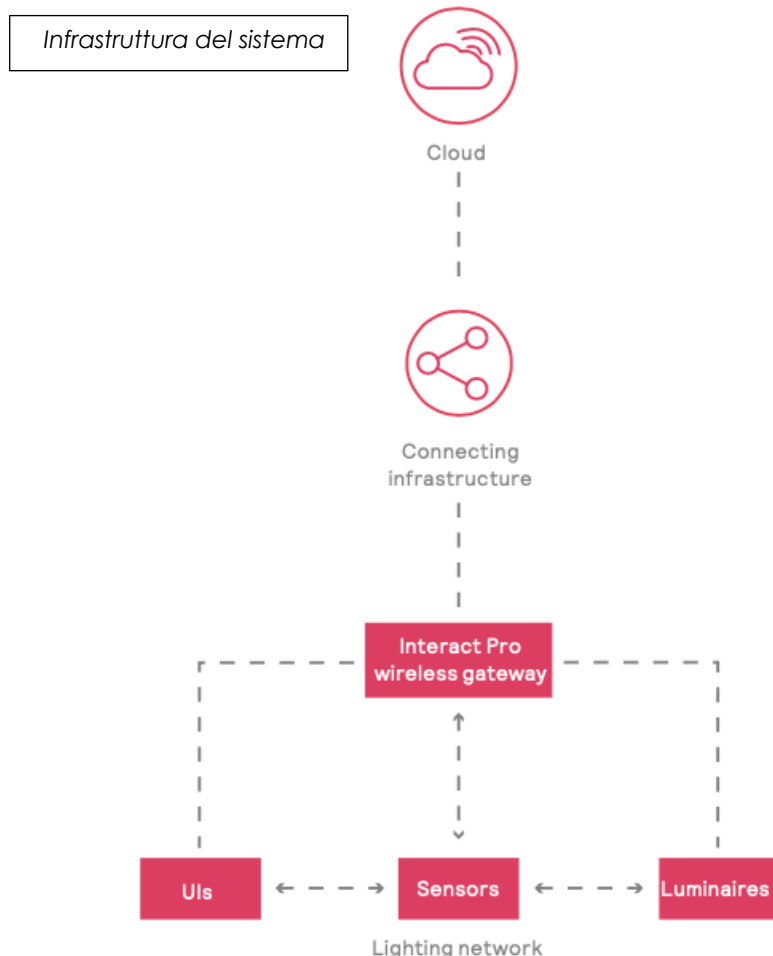 Infrastruttura del sistema
Cloud
Connecting
infrastructure
Interact Pro
wireless gateway
UIs
Sensors
Luminaires
Lighting network